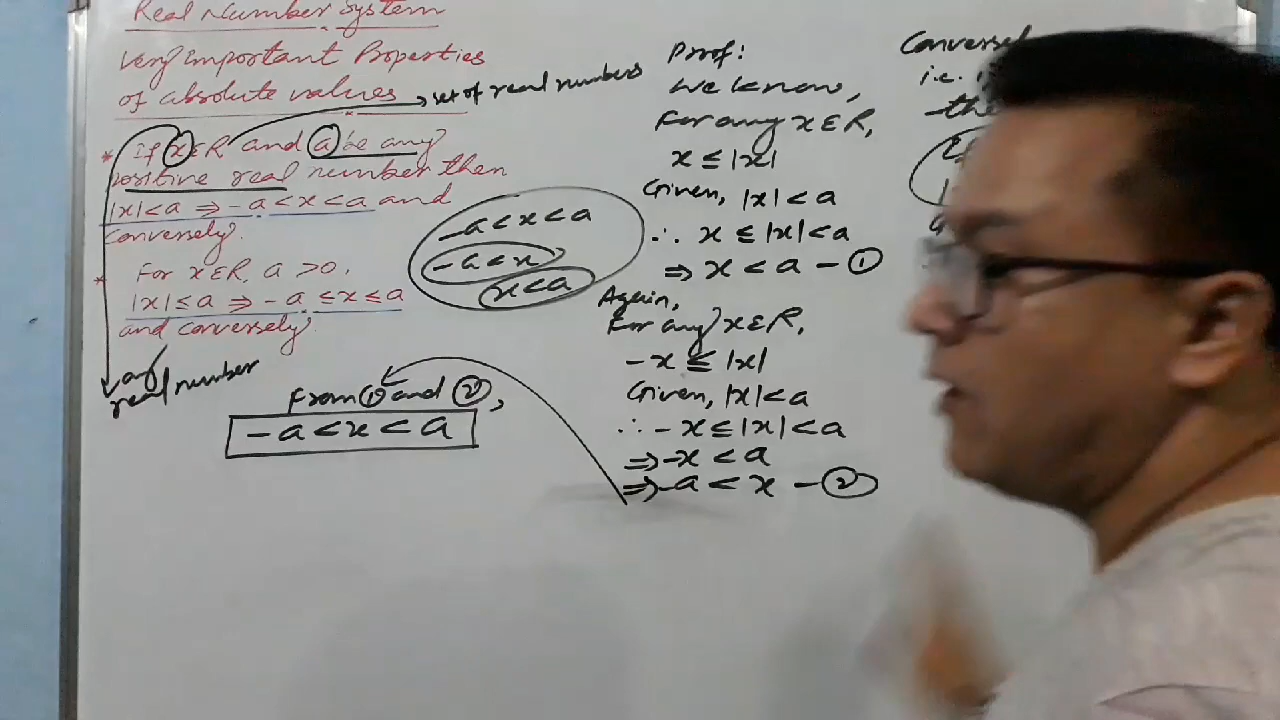 Real Number System
Very Important Properties
of absolute values → set of real numbers
* If x ∈ R and a be any
positive real number then
|x| < a ⇒ -a < x < a and
conversely.
* For x ∈ R, a > 0,
|x| ≤ a ⇒ -a ≤ x ≤ a
and conversely.
any
real number
-a < x < a
-a < x
x < a
From ① and ②,
-a < x < a
Proof:
We know,
For any x ∈ R,
x ≤ |x|
Given, |x| < a
∴ x ≤ |x| < a
⇒ x < a - ①
Again,
For any x ∈ R,
-x ≤ |x|
Given, |x| < a
∴ -x ≤ |x| < a
⇒ -x < a
⇒ -a < x - ②
i.e.